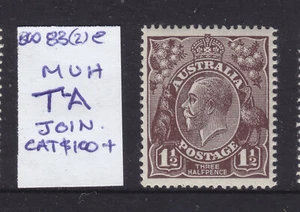 BW 83(2)e
MUH
TA
JOIN.
CAT $100+
AUSTRALIA
1½ POSTAGE 1½
THREE
HALFPENCE